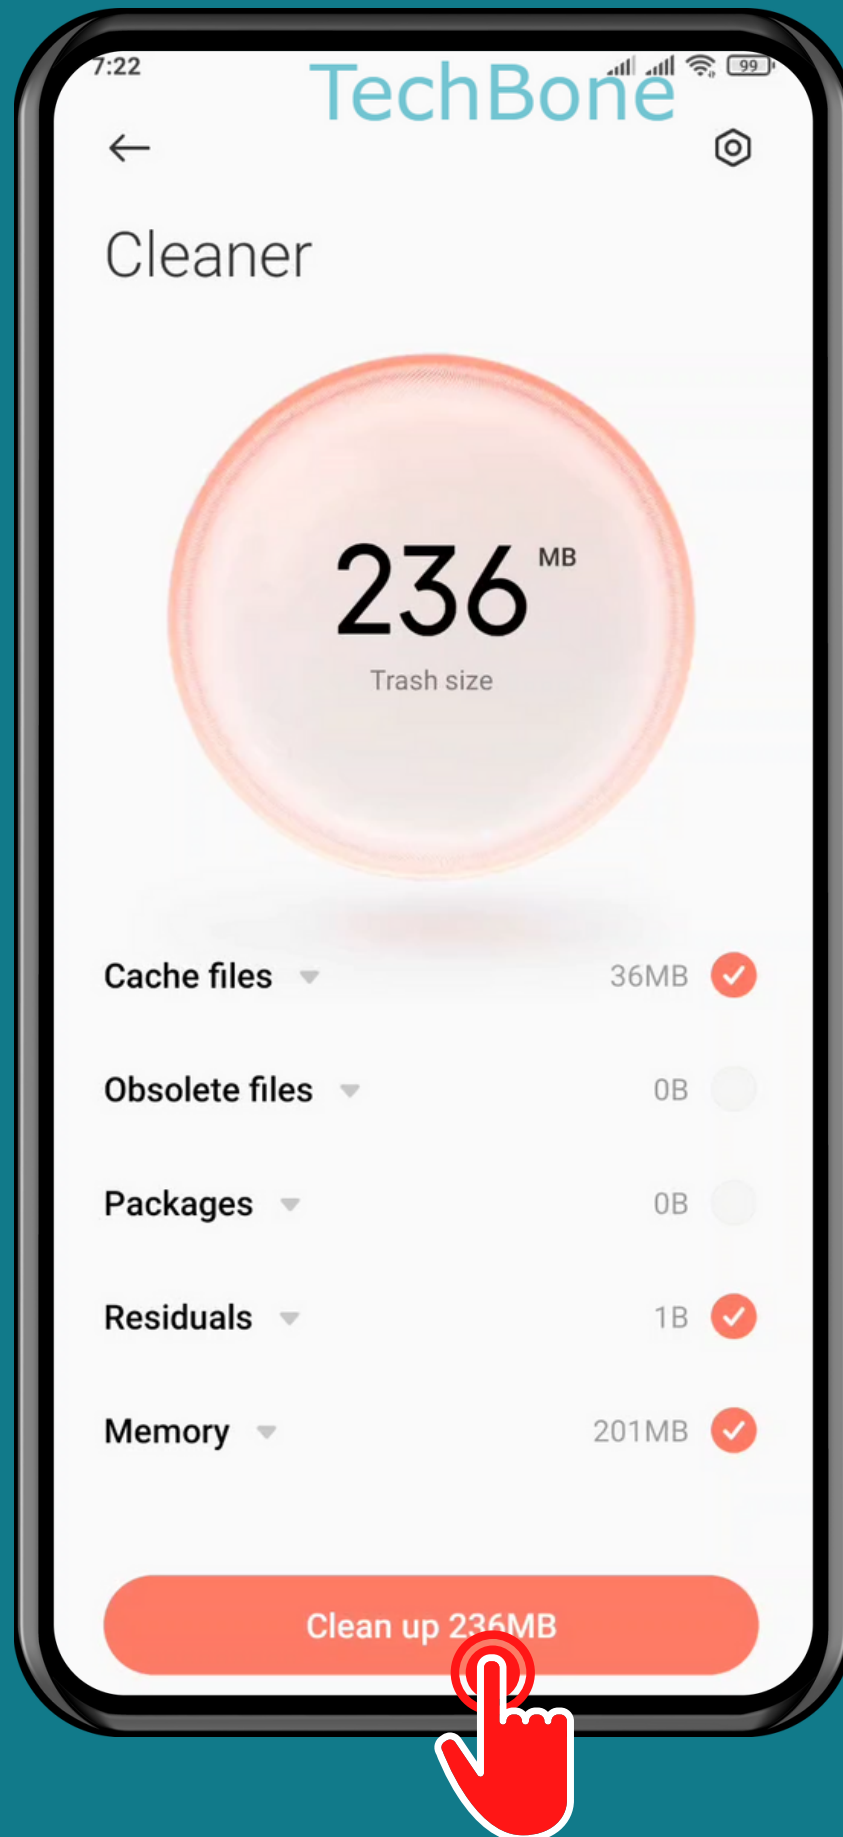 7:22
TechBone
99
Cleaner
236 MB
Trash size
Cache files 36MB
Obsolete files 0B
Packages 0B
Residuals 1B
Memory 201MB
Clean up 236MB